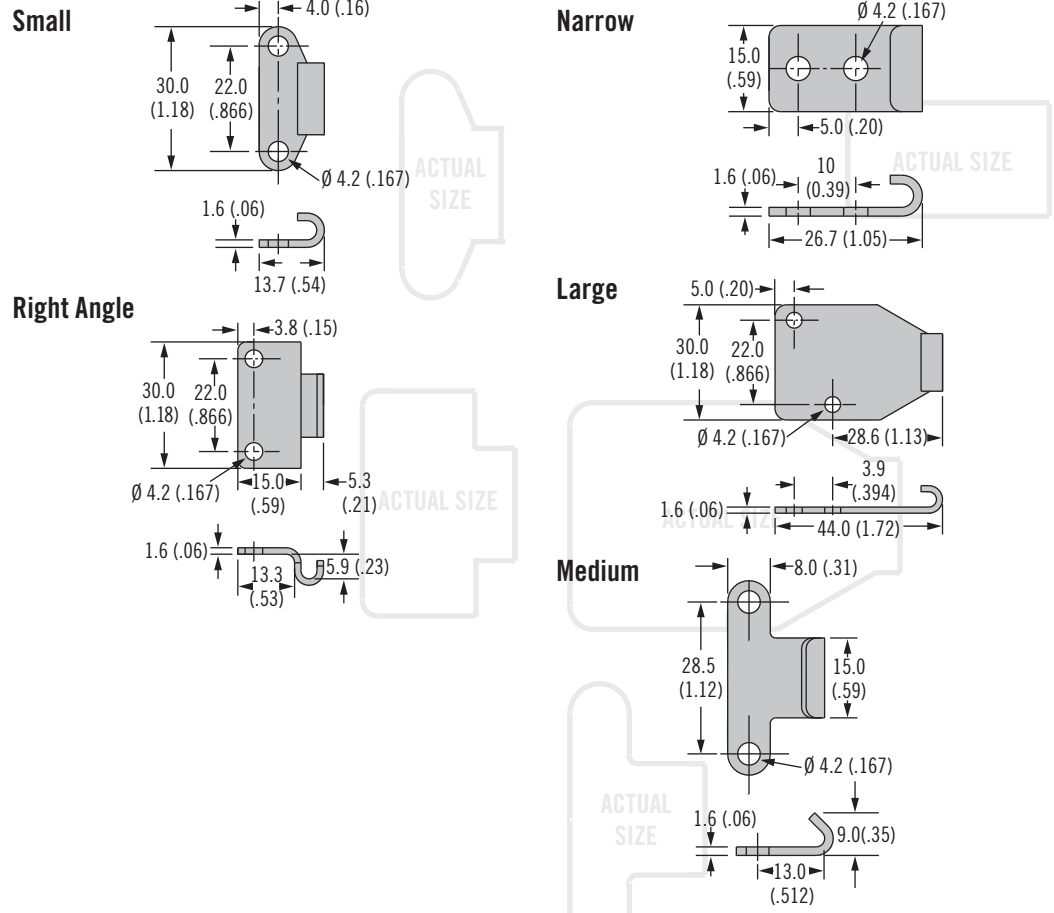 Small
4.0 (.16)
30.0
(1.18)
22.0
(.866)
Ø 4.2 (.167)
ACTUAL
SIZE
1.6 (.06)
13.7 (.54)
Narrow
Ø 4.2 (.167)
15.0
(.59)
5.0 (.20)
ACTUAL SIZE
1.6 (.06)
10
(0.39)
26.7 (1.05)
Right Angle
3.8 (.15)
30.0
(1.18)
22.0
(.866)
Ø 4.2 (.167)
15.0
(.59)
5.3
(.21)
ACTUAL SIZE
1.6 (.06)
13.3
(.53)
5.9 (.23)
Large
5.0 (.20)
30.0
(1.18)
22.0
(.866)
Ø 4.2 (.167)
28.6 (1.13)
3.9
(.394)
1.6 (.06)
ACTUAL SIZE
44.0 (1.72)
Medium
8.0 (.31)
28.5
(1.12)
15.0
(.59)
Ø 4.2 (.167)
ACTUAL
SIZE
1.6 (.06)
9.0(.35)
13.0
(.512)